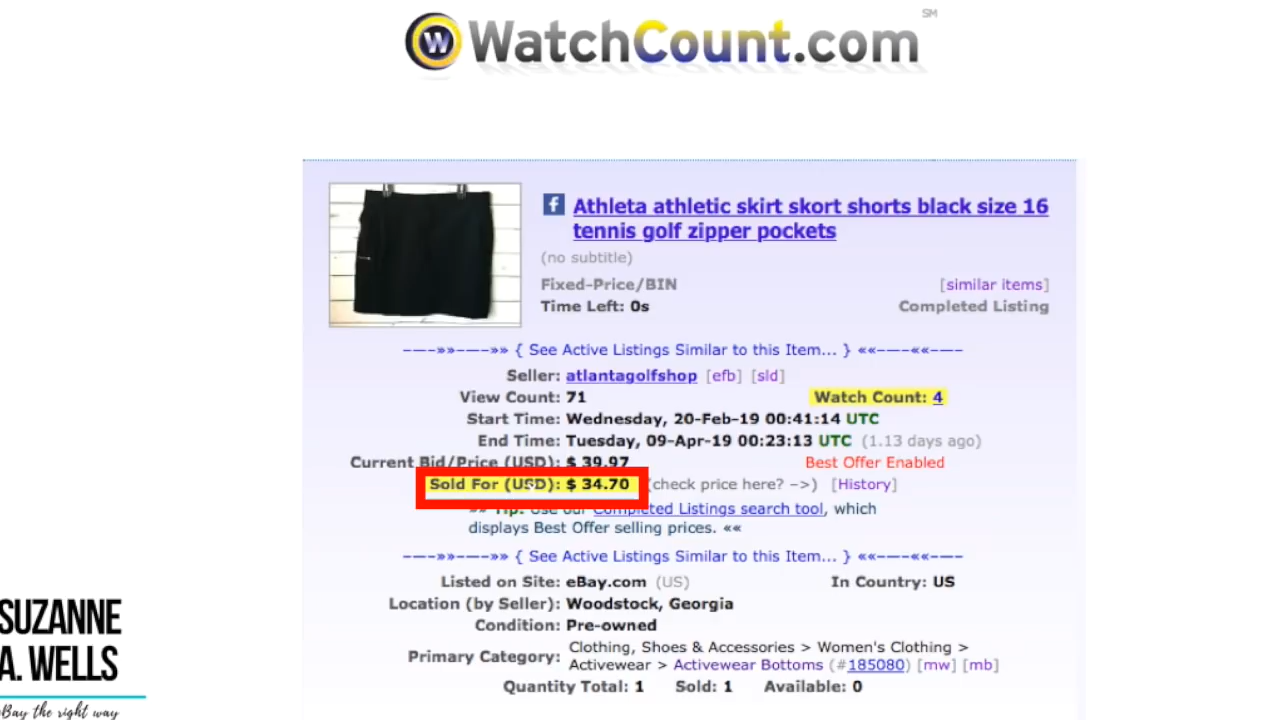 WatchCount.com SM
Athleta athletic skirt skort shorts black size 16
tennis golf zipper pockets
(no subtitle)
Fixed-Price/BIN [similar items]
Time Left: 0s Completed Listing
—–-»»—–—»» { See Active Listings Similar to this Item... } ««—–—««—–—
Seller: atlantagolfshop [efb] [sld]
View Count: 71 Watch Count: 4
Start Time: Wednesday, 20-Feb-19 00:41:14 UTC
End Time: Tuesday, 09-Apr-19 00:23:13 UTC (1.13 days ago)
Current Bid/Price (USD): $ 39.97 Best Offer Enabled
Sold For (USD): $ 34.70 (check price here? –>) [History]
»» Tip: Use our Completed Listings search tool, which
displays Best Offer selling prices. ««
—–-»»—–—»» { See Active Listings Similar to this Item... } ««—–—««—–—
Listed on Site: eBay.com (US) In Country: US
Location (by Seller): Woodstock, Georgia
Condition: Pre-owned
Primary Category: Clothing, Shoes & Accessories > Women's Clothing >
Activewear > Activewear Bottoms (#185080) [mw] [mb]
Quantity Total: 1 Sold: 1 Available: 0
SUZANNE
A. WELLS
eBay the right way